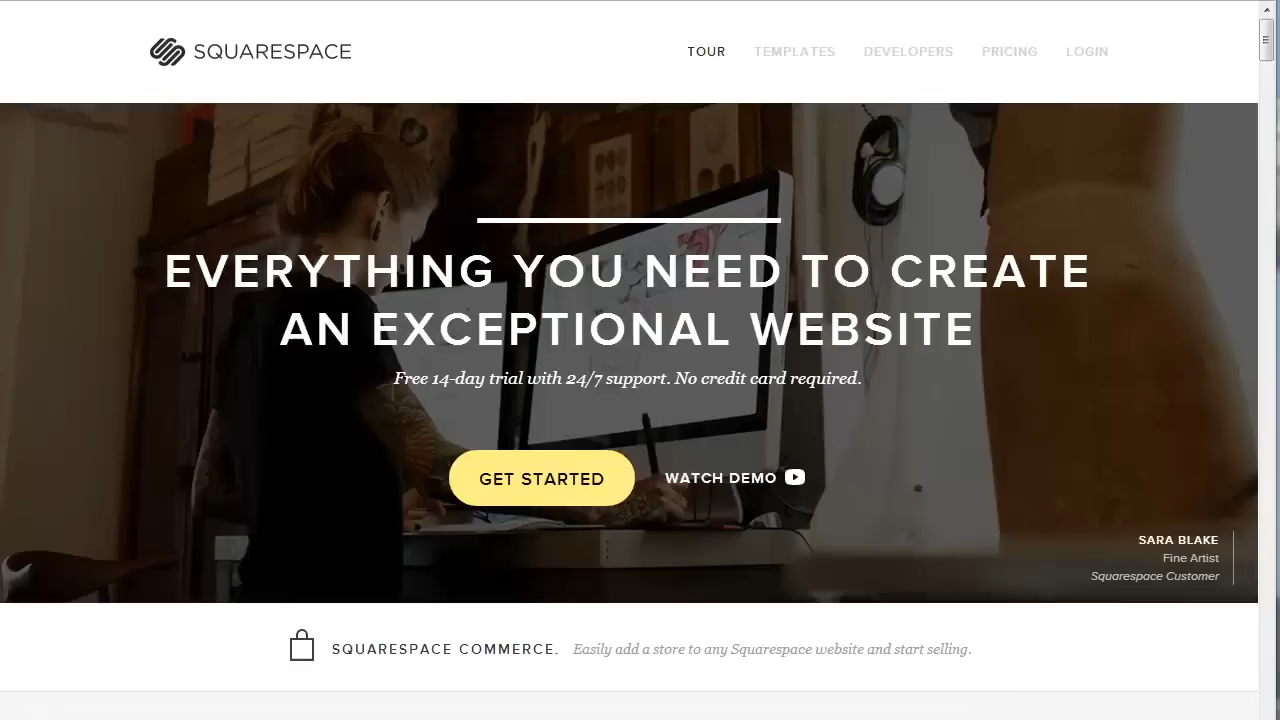 SQUARESPACE
TOUR TEMPLATES DEVELOPERS PRICING LOGIN
EVERYTHING YOU NEED TO CREATE
AN EXCEPTIONAL WEBSITE
Free 14-day trial with 24/7 support. No credit card required.
GET STARTED WATCH DEMO
SARA BLAKE
Fine Artist
Squarespace Customer
SQUARESPACE COMMERCE. Easily add a store to any Squarespace website and start selling.